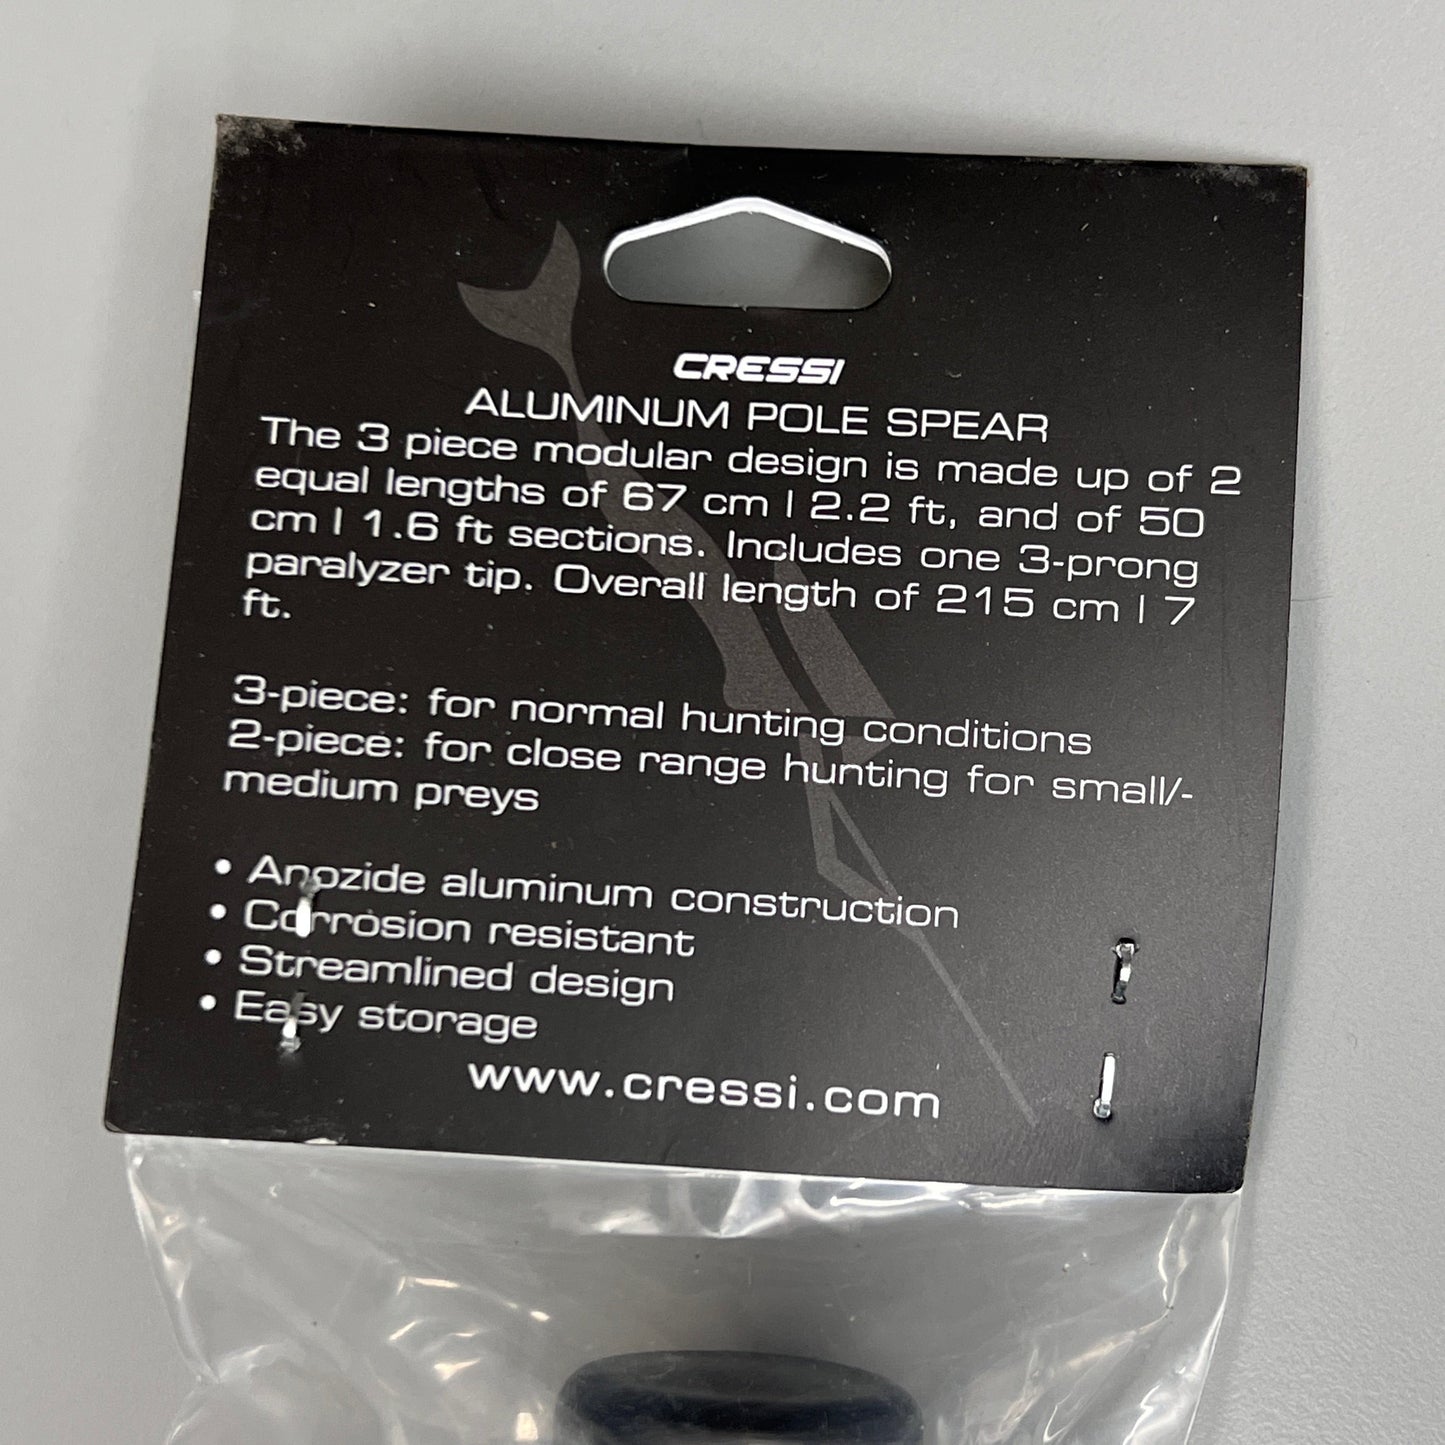 CRESSI
ALUMINUM POLE SPEAR
The 3 piece modular design is made up of 2
equal lengths of 67 cm | 2.2 ft, and of 50
cm | 1.6 ft sections. Includes one 3-prong
paralyzer tip. Overall length of 215 cm | 7
ft.
3-piece: for normal hunting conditions
2-piece: for close range hunting for small/-
medium preys
• Anozide aluminum construction
• Corrosion resistant
• Streamlined design
• Easy storage
www.cressi.com